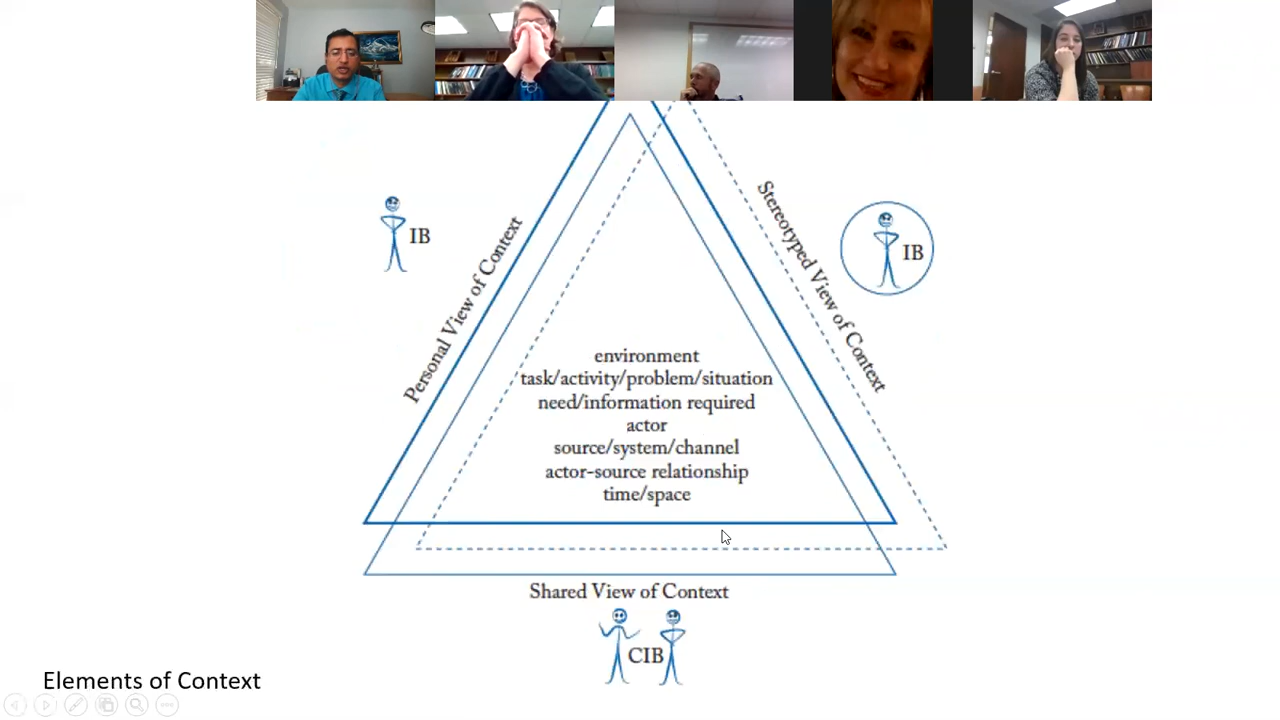 IB
Personal View of Context
Stereotyped View of Context
IB
environment
task/activity/problem/situation
need/information required
actor
source/system/channel
actor-source relationship
time/space
Shared View of Context
CIB
Elements of Context